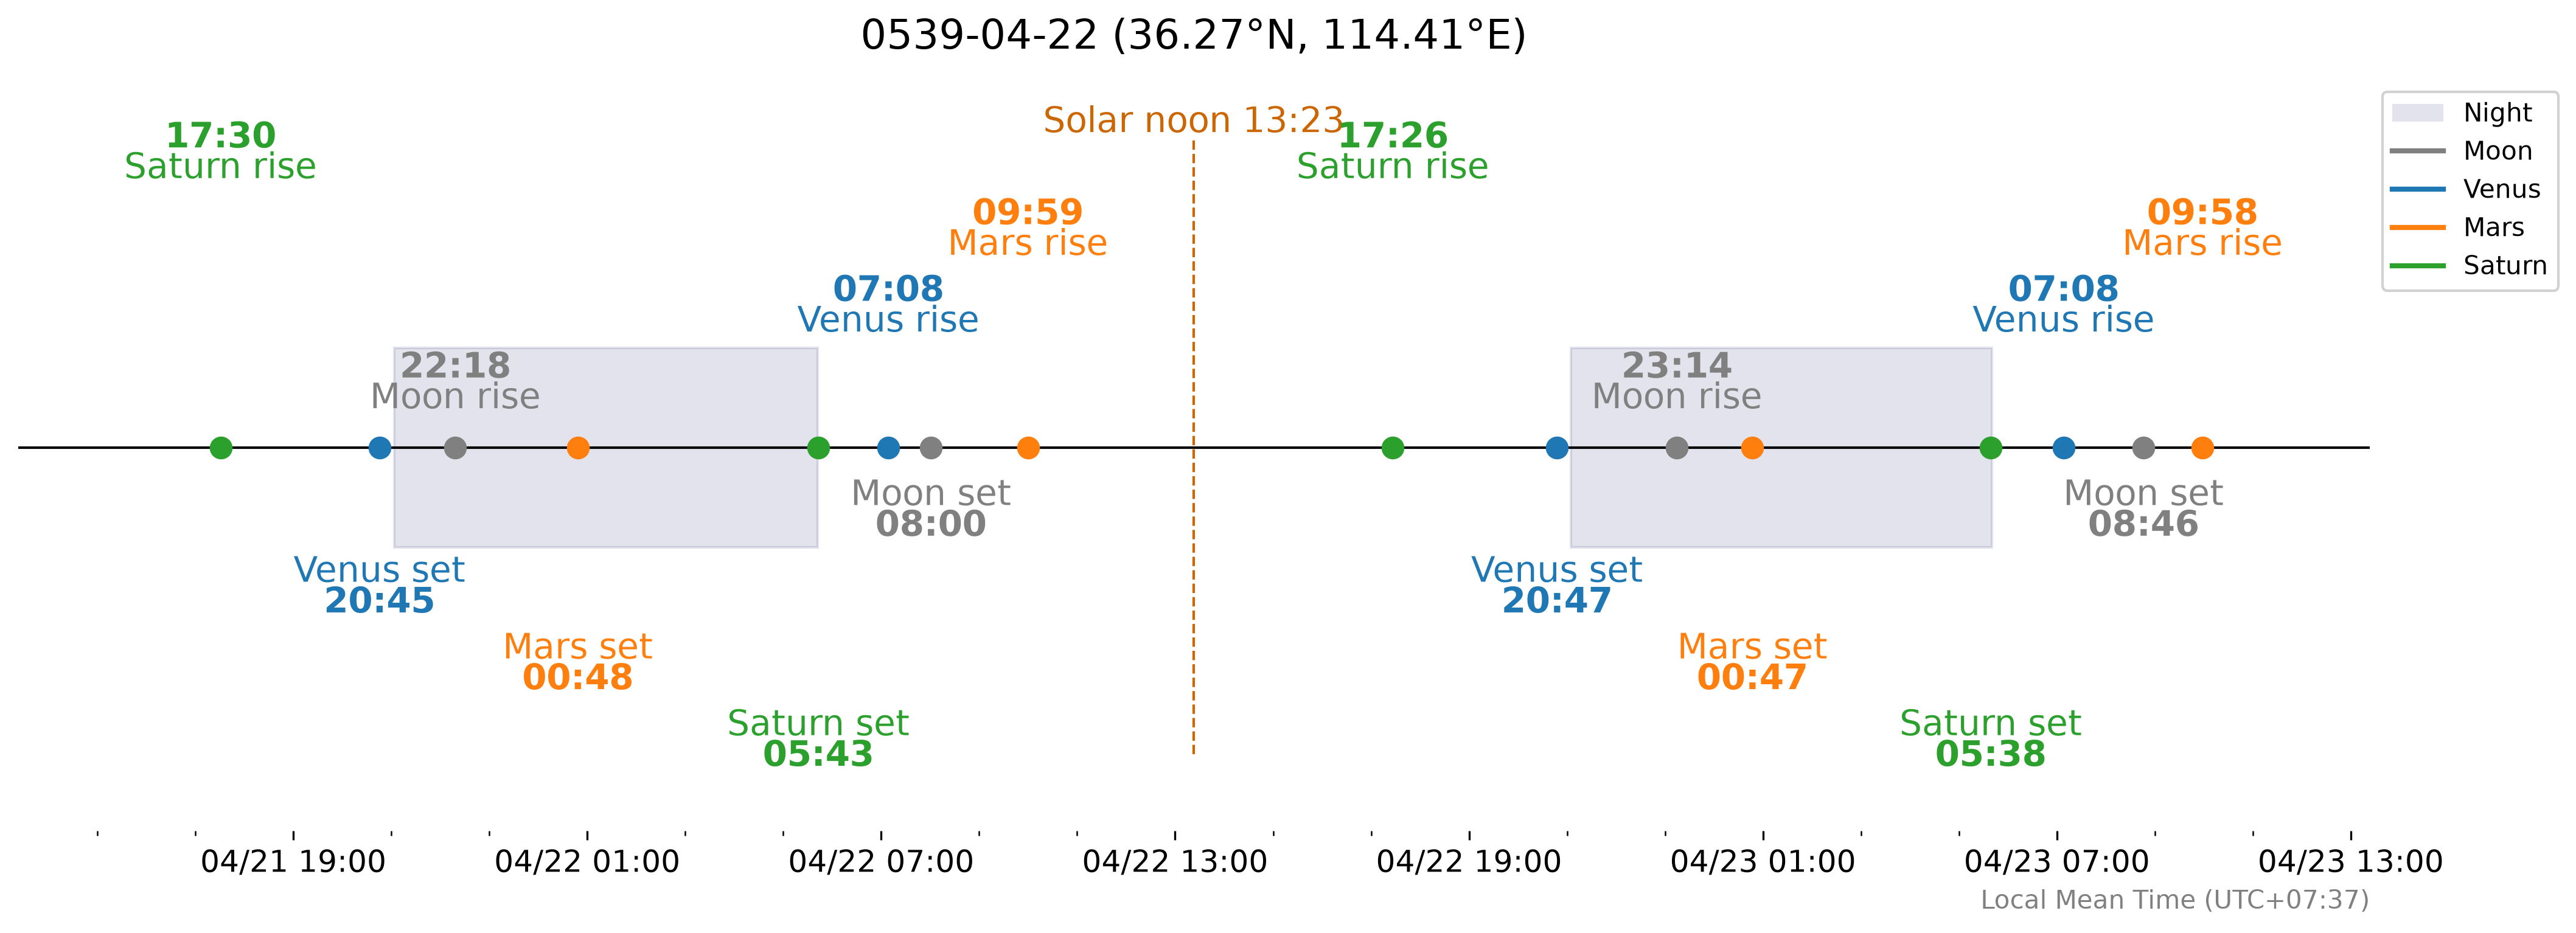 0539-04-22 (36.27°N, 114.41°E)
Solar noon 13:23
17:30
Saturn rise
17:26
Saturn rise
09:59
Mars rise
09:58
Mars rise
07:08
Venus rise
07:08
Venus rise
22:18
Moon rise
23:14
Moon rise
Moon set
08:00
Moon set
08:46
Venus set
20:45
Venus set
20:47
Mars set
00:48
Mars set
00:47
Saturn set
05:43
Saturn set
05:38
Night
Moon
Venus
Mars
Saturn
04/21 19:00
04/22 01:00
04/22 07:00
04/22 13:00
04/22 19:00
04/23 01:00
04/23 07:00
04/23 13:00
Local Mean Time (UTC+07:37)